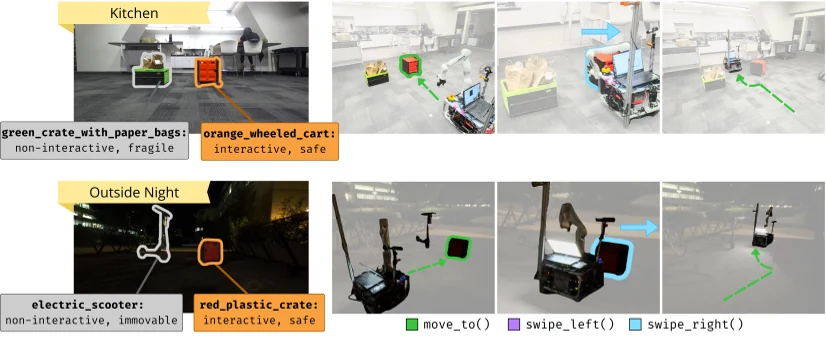 Kitchen
green_crate_with_paper_bags:
non-interactive, fragile
orange_wheeled_cart:
interactive, safe
Outside Night
electric_scooter:
non-interactive, immovable
red_plastic_crate:
interactive, safe
move_to()
swipe_left()
swipe_right()